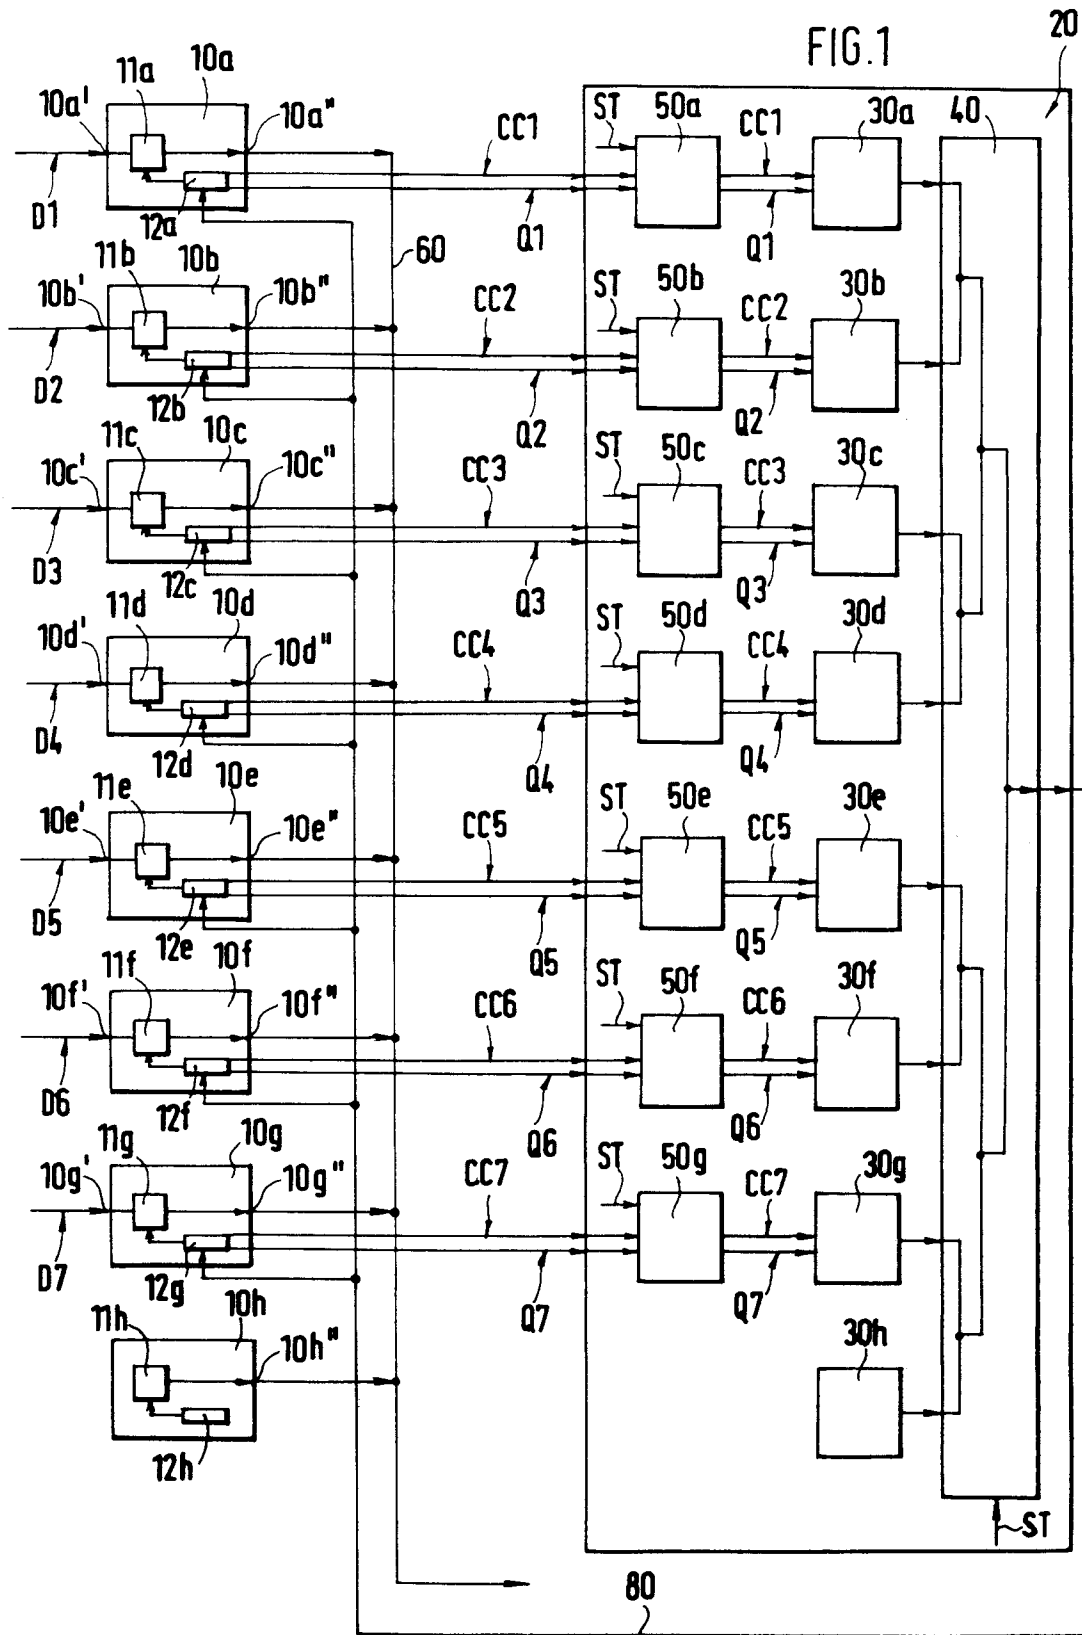 FIG.1
20
10a' 11a 10a 10a" CC1 ST 50a CC1 30a 40
D1 12a Q1 Q1
60
10b' 11b 10b 10b" CC2 ST 50b CC2 30b
D2 12b Q2 Q2
10c' 11c 10c 10c" CC3 ST 50c CC3 30c
D3 12c Q3 Q3
10d' 11d 10d 10d" CC4 ST 50d CC4 30d
D4 12d Q4 Q4
10e' 11e 10e 10e" CC5 ST 50e CC5 30e
D5 12e Q5 Q5
10f' 11f 10f 10f" CC6 ST 50f CC6 30f
D6 12f Q6 Q6
10g' 11g 10g 10g" CC7 ST 50g CC7 30g
D7 12g Q7 Q7
11h 10h 10h" 30h
12h
ST
80